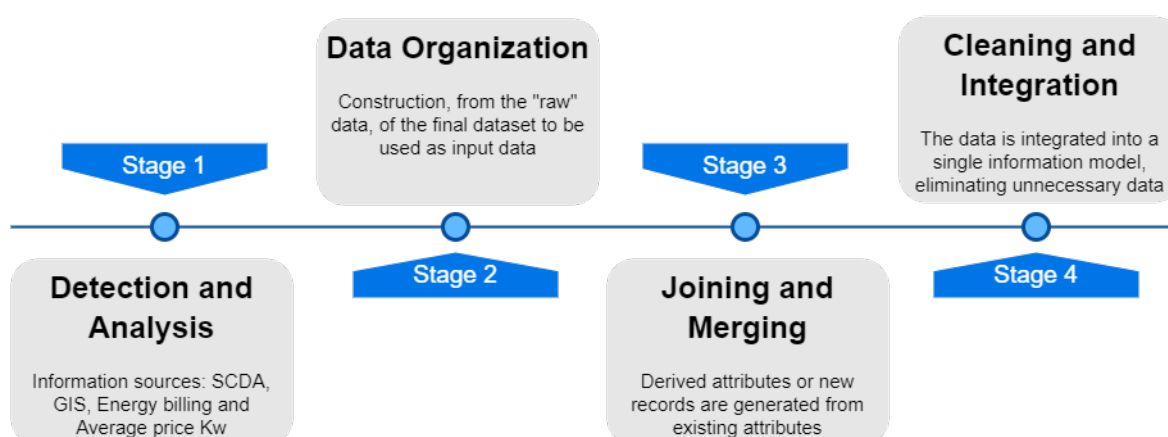 Stage 1
Detection and
Analysis
Information sources: SCDA,
GIS, Energy billing and
Average price Kw
Data Organization
Construction, from the "raw"
data, of the final dataset to be
used as input data
Stage 2
Stage 3
Joining and
Merging
Derived attributes or new
records are generated from
existing attributes
Cleaning and
Integration
The data is integrated into a
single information model,
eliminating unnecessary data
Stage 4